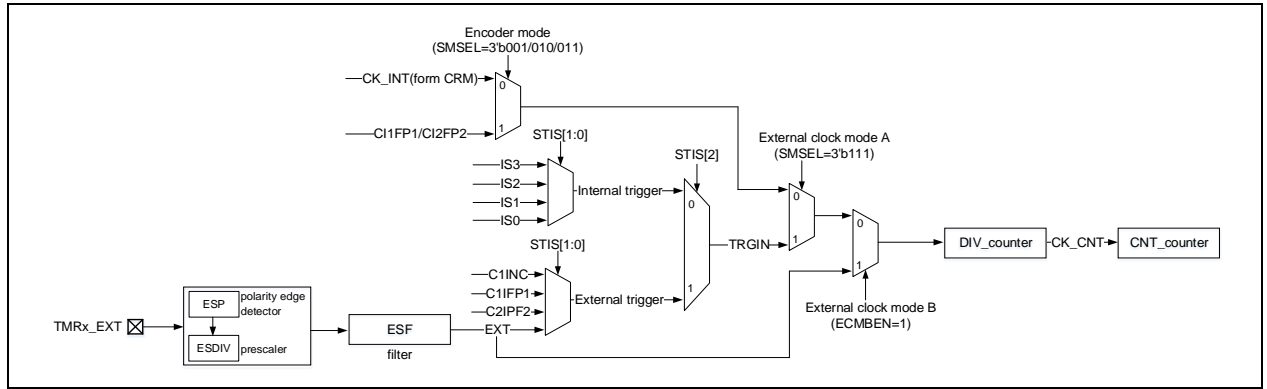 Encoder mode
(SMSEL=3'b001/010/011)
CK_INT(form CRM)
0
CI1FP1/CI2FP2
1
STIS[1:0]
External clock mode A
(SMSEL=3'b111)
STIS[2]
IS3
IS2
Internal trigger
IS1
IS0
0
0
0
TRGIN
1
DIV_counter
CK_CNT
CNT_counter
STIS[1:0]
C1INC
C1IFP1
External trigger
1
1
C2IPF2
External clock mode B
(ECMBEN=1)
ESP
polarity edge
detector
TMRx_EXT
ESF
EXT
ESDIV
prescaler
filter